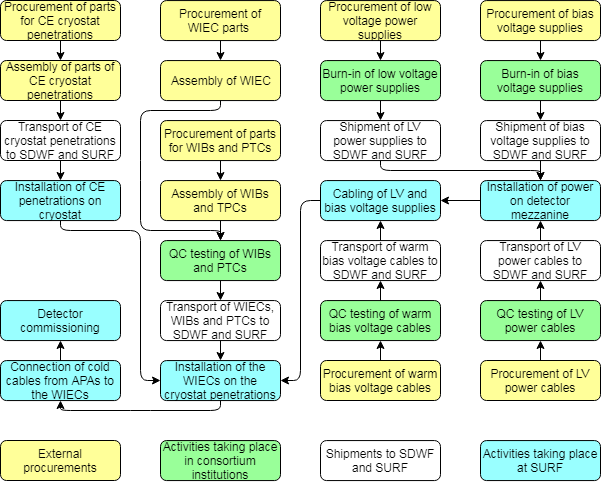 Procurement of parts
for CE cryostat
penetrations
Procurement of
WIEC parts
Procurement of low
voltage power
supplies
Procurement of bias
voltage supplies
Assembly of parts of
CE cryostat
penetrations
Assembly of WIEC
Burn-in of low voltage
power supplies
Burn-in of bias
voltage supplies
Transport of CE
cryostat penetrations
to SDWF and SURF
Procurement of parts
for WIBs and PTCs
Shipment of LV
power supplies to
SDWF and SURF
Shipment of bias
voltage supplies to
SDWF and SURF
Installation of CE
penetrations on
cryostat
Assembly of WIBs
and TPCs
Cabling of LV and
bias voltage supplies
Installation of power
on detector
mezzanine
QC testing of WIBs
and PTCs
Transport of warm
bias voltage cables to
SDWF and SURF
Transport of LV
power cables to
SDWF and SURF
Detector
commissioning
Transport of WIECs,
WIBs and PTCs to
SDWF and SURF
QC testing of warm
bias voltage cables
QC testing of LV
power cables
Connection of cold
cables from APAs to
the WIECs
Installation of the
WIECs on the
cryostat penetrations
Procurement of warm
bias voltage cables
Procurement of LV
power cables
External
procurements
Activities taking place
in consortium
institutions
Shipments to SDWF
and SURF
Activities taking place
at SURF